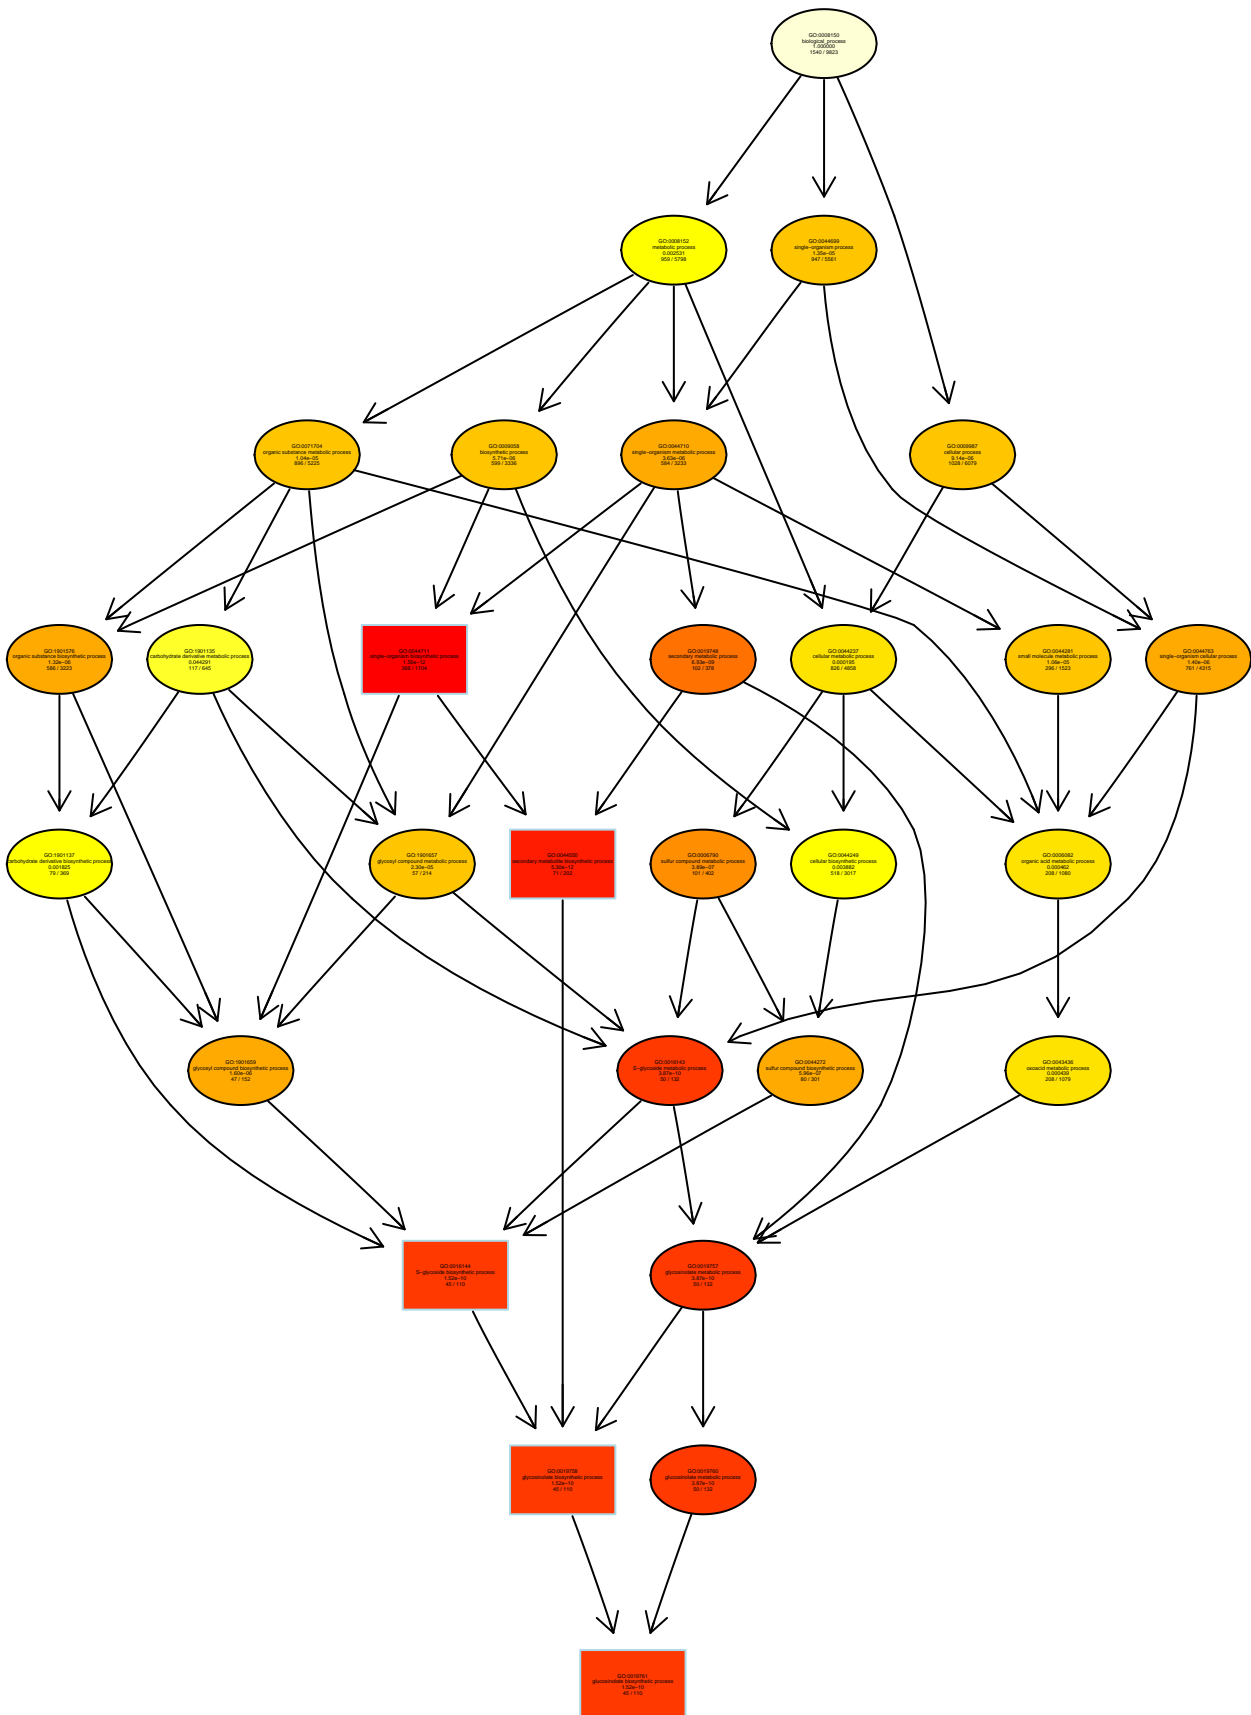 GO:0008150
biological_process
1.000000
1540 / 9823
GO:0008152
metabolic process
0.002531
959 / 5798
GO:0044699
single−organism process
1.35e−05
947 / 5561
GO:0071704
organic substance metabolic process
1.04e−05
896 / 5225
GO:0009058
biosynthetic process
5.71e−06
599 / 3336
GO:0044710
single−organism metabolic process
3.63e−06
584 / 3233
GO:0009987
cellular process
9.14e−06
1028 / 6079
GO:1901576
organic substance biosynthetic process
1.32e−06
586 / 3223
GO:1901135
carbohydrate derivative metabolic process
0.044291
117 / 645
GO:0044711
single−organism biosynthetic process
GO:0019748
secondary metabolic process
6.93e−09
102 / 378
GO:0044237
cellular metabolic process
0.000195
826 / 4858
GO:0044281
small molecule metabolic process
1.06e−05
296 / 1523
GO:0044763
single−organism cellular process
1.40e−06
761 / 4315
GO:1901137
carbohydrate derivative biosynthetic process
0.001825
79 / 369
GO:1901657
glycosyl compound metabolic process
2.30e−05
57 / 214
GO:0044550
secondary metabolite biosynthetic process
71 / 202
GO:0006790
sulfur compound metabolic process
3.89e−07
101 / 402
GO:0044249
cellular biosynthetic process
0.003882
518 / 3017
GO:0006082
organic acid metabolic process
0.000462
208 / 1080
GO:1901659
glycosyl compound biosynthetic process
1.60e−06
47 / 152
GO:0016143
S−glycoside metabolic process
3.87e−10
50 / 132
GO:0044272
sulfur compound biosynthetic process
5.96e−07
80 / 301
GO:0043436
oxoacid metabolic process
0.000439
208 / 1079
GO:0016144
S−glycoside biosynthetic process
1.52e−10
45 / 110
GO:0019757
glycosinolate metabolic process
3.87e−10
50 / 132
GO:0019758
glycosinolate biosynthetic process
1.52e−10
45 / 110
GO:0019760
glucosinolate metabolic process
3.87e−10
50 / 132
GO:0019761
glucosinolate biosynthetic process
1.52e−10
45 / 110